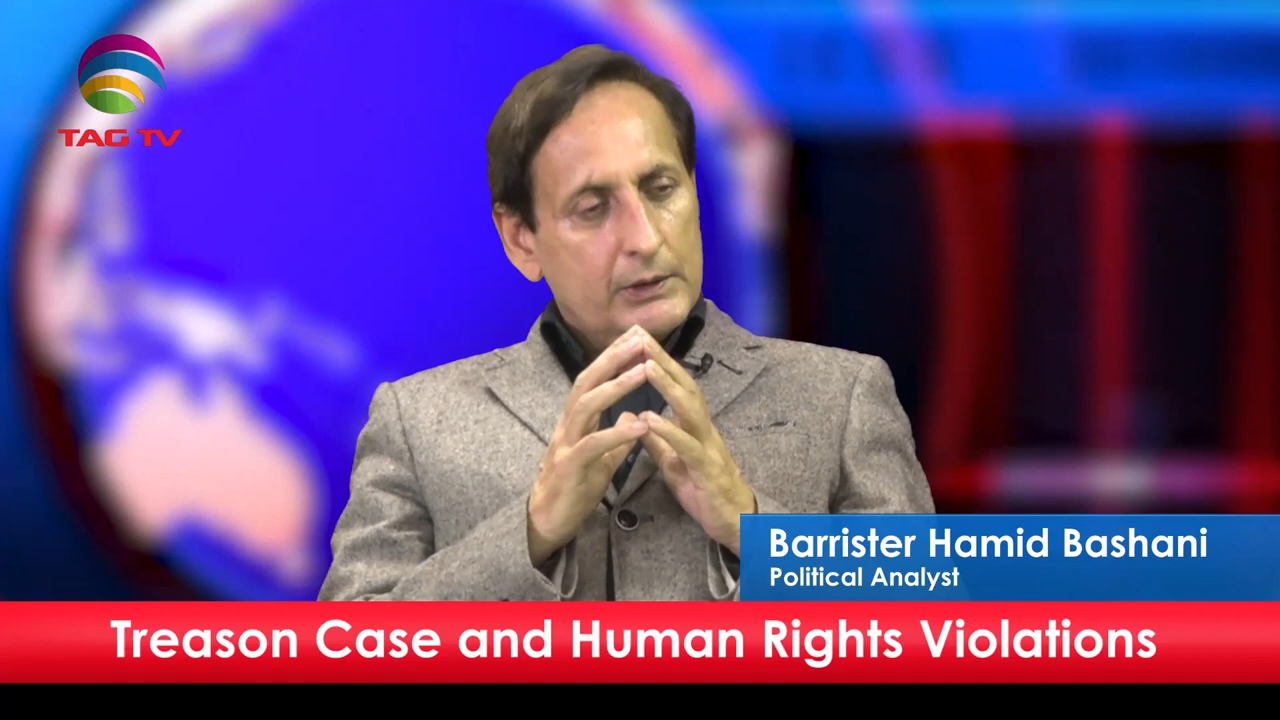 TAG TV
Barrister Hamid Bashani
Political Analyst
Treason Case and Human Rights Violations